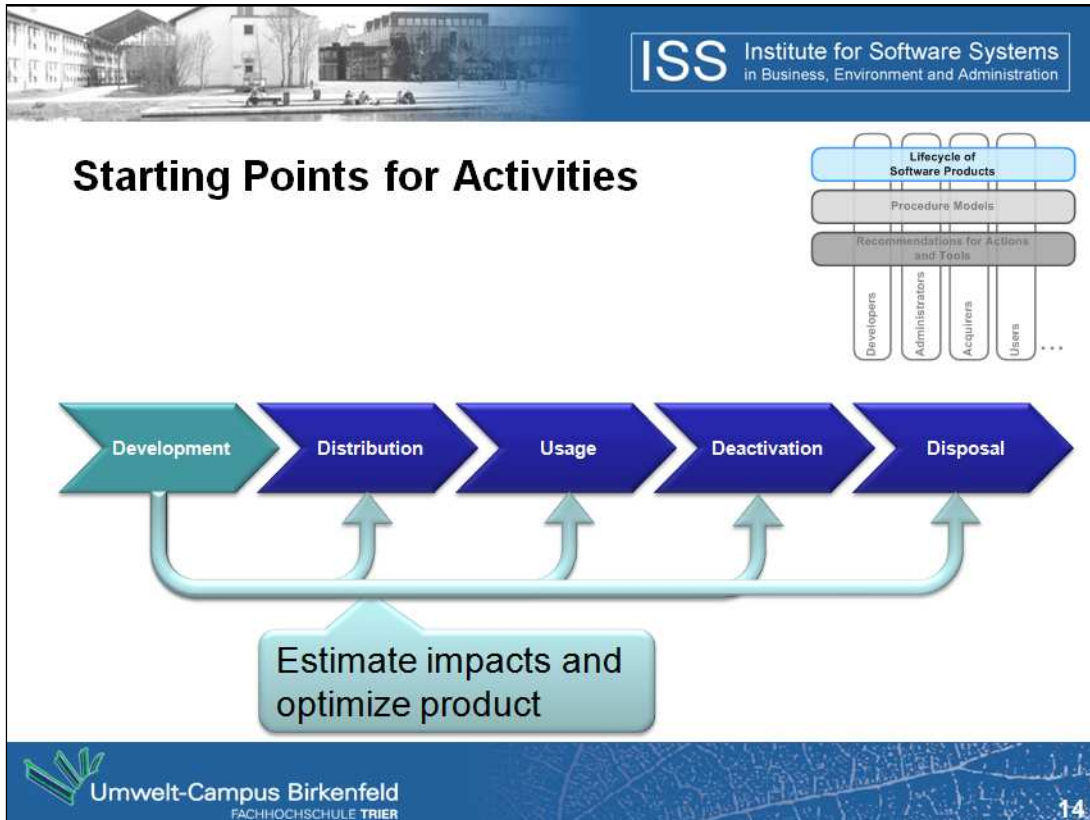 ISS Institute for Software Systems
in Business, Environment and Administration
Starting Points for Activities
Lifecycle of
Software Products
Procedure Models
Recommendations for Actions
and Tools
Developers
Administrators
Acquirers
Users
...
Development
Distribution
Usage
Deactivation
Disposal
Estimate impacts and
optimize product
Umwelt-Campus Birkenfeld
FACHHOCHSCHULE TRIER
14